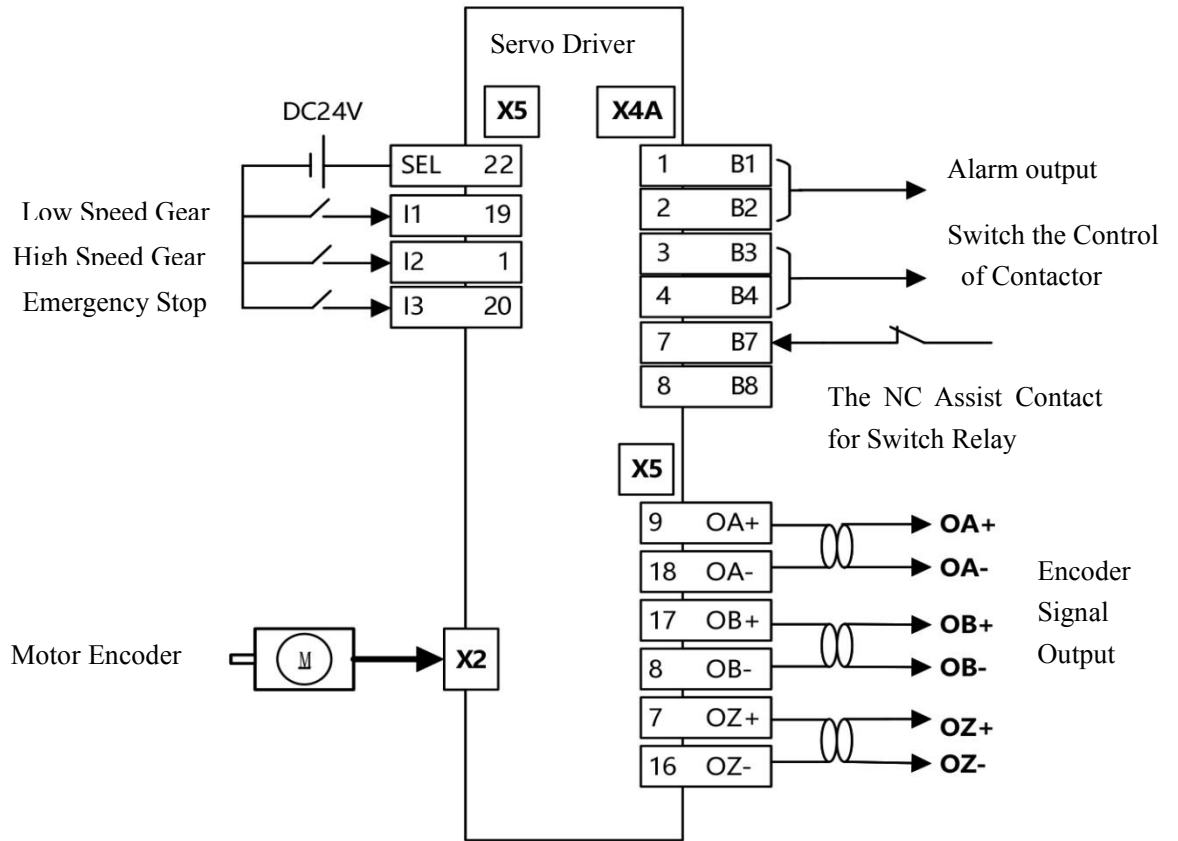 Servo Driver
X5
X4A
DC24V
SEL 22
I1 19
I2 1
I3 20
Low Speed Gear
High Speed Gear
Emergency Stop
1 B1
2 B2
3 B3
4 B4
7 B7
8 B8
Alarm output
Switch the Control
of Contactor
The NC Assist Contact
for Switch Relay
X5
9 OA+
18 OA-
17 OB+
8 OB-
7 OZ+
16 OZ-
OA+
OA-
OB+
OB-
OZ+
OZ-
Encoder
Signal
Output
Motor Encoder
M
X2